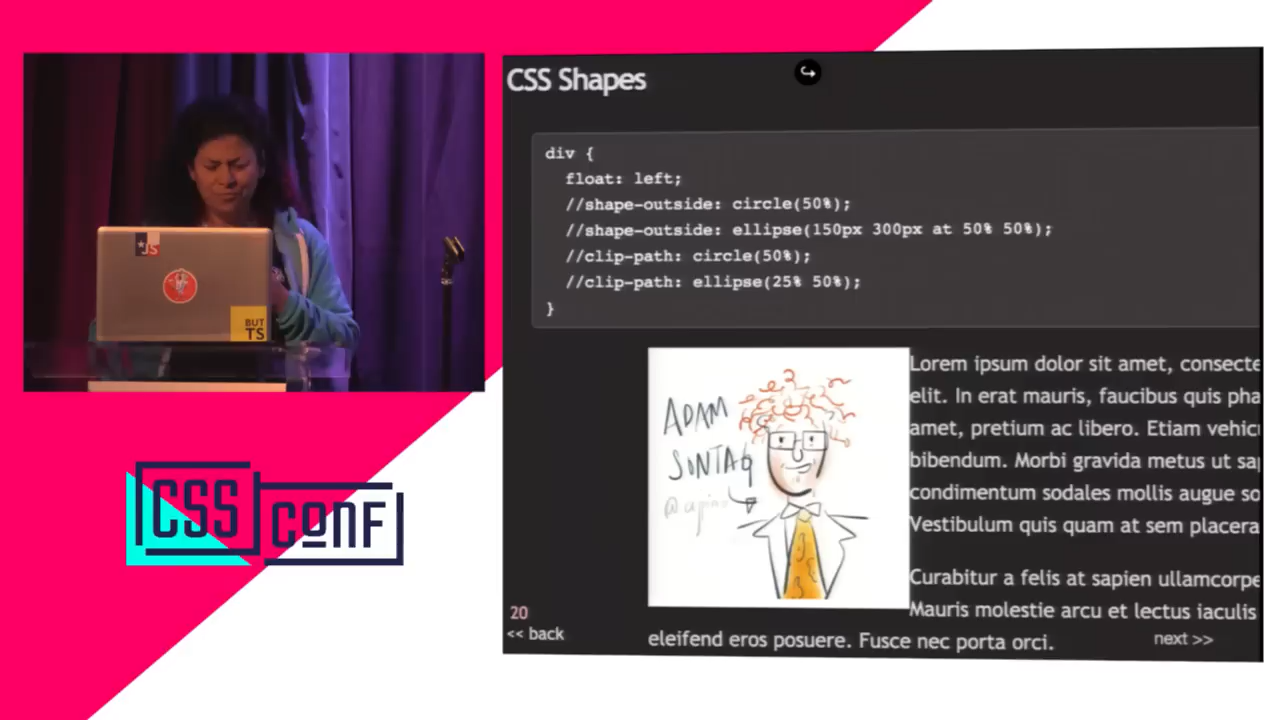 JS
BUT
TS
CSS
conf
CSS Shapes
div {
float: left;
//shape-outside: circle(50%);
//shape-outside: ellipse(150px 300px at 50% 50%);
//clip-path: circle(50%);
//clip-path: ellipse(25% 50%);
}
ADAM
SONTAG
Lorem ipsum dolor sit amet, consecte
elit. In erat mauris, faucibus quis pha
amet, pretium ac libero. Etiam vehicu
bibendum. Morbi gravida metus ut sap
condimentum sodales mollis augue so
Vestibulum quis quam at sem placera
Curabitur a felis at sapien ullamcorpe
Mauris molestie arcu et lectus iaculis
eleifend eros posuere. Fusce nec porta orci.
20
<< back
next >>